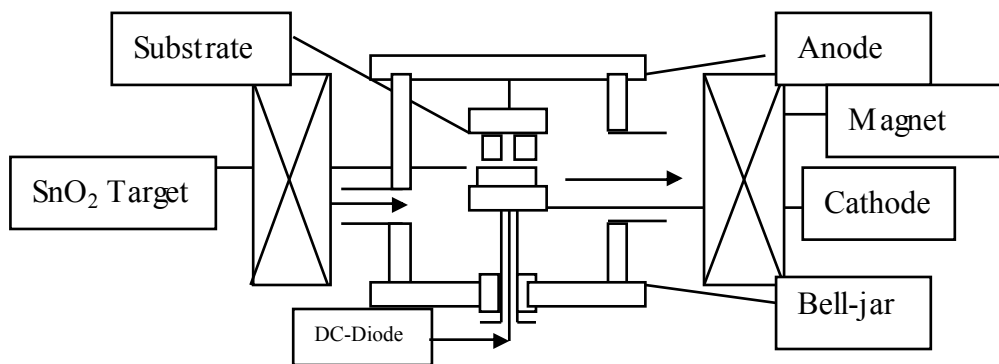 Substrate
Anode
Magnet
SnO₂ Target
Cathode
Bell-jar
DC-Diode